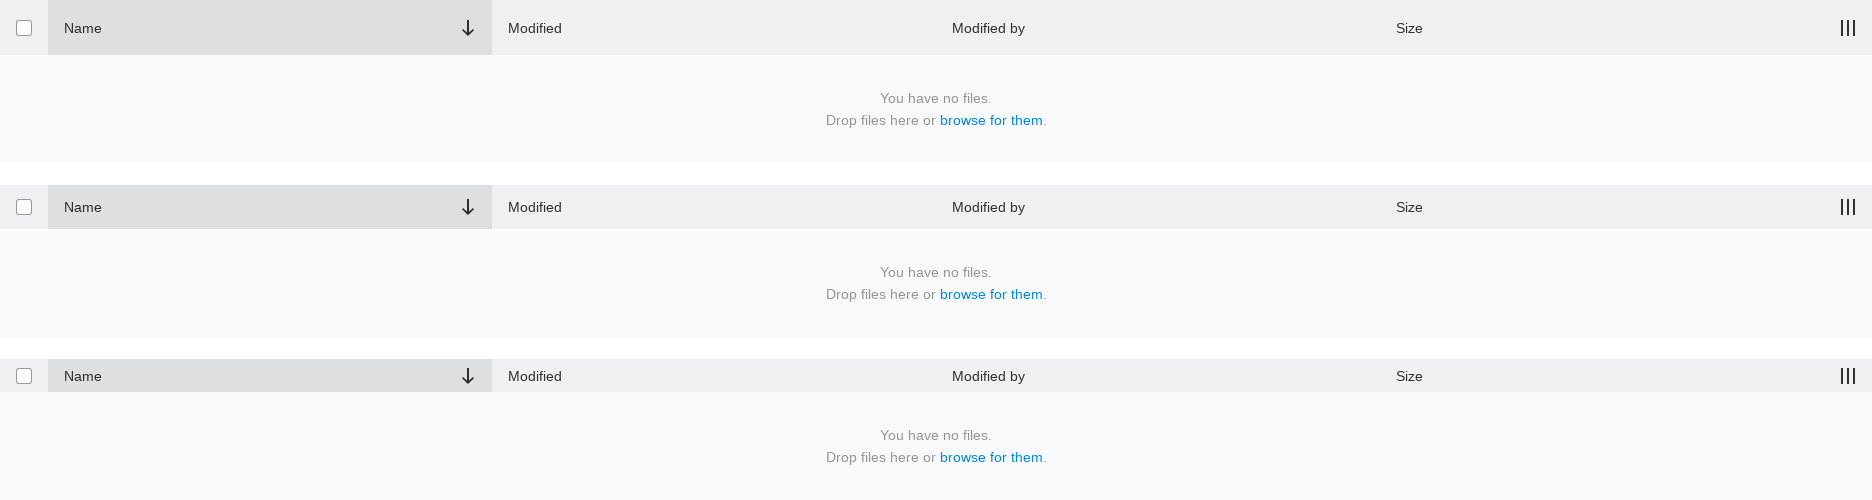 Name Modified Modified by Size
You have no files.
Drop files here or browse for them.
Name Modified Modified by Size
You have no files.
Drop files here or browse for them.
Name Modified Modified by Size
You have no files.
Drop files here or browse for them.